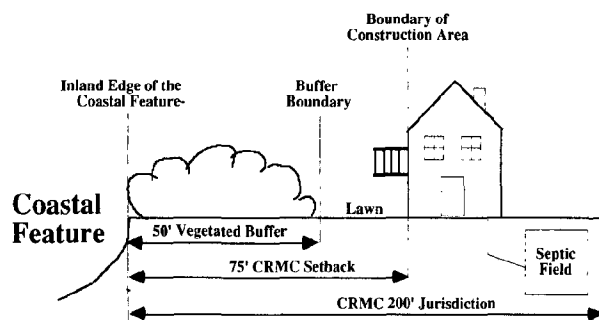 Boundary of
Construction Area
Inland Edge of the
Coastal Feature-
Buffer
Boundary
Coastal
Feature
Lawn
50' Vegetated Buffer
75' CRMC Setback
Septic
Field
CRMC 200' Jurisdiction